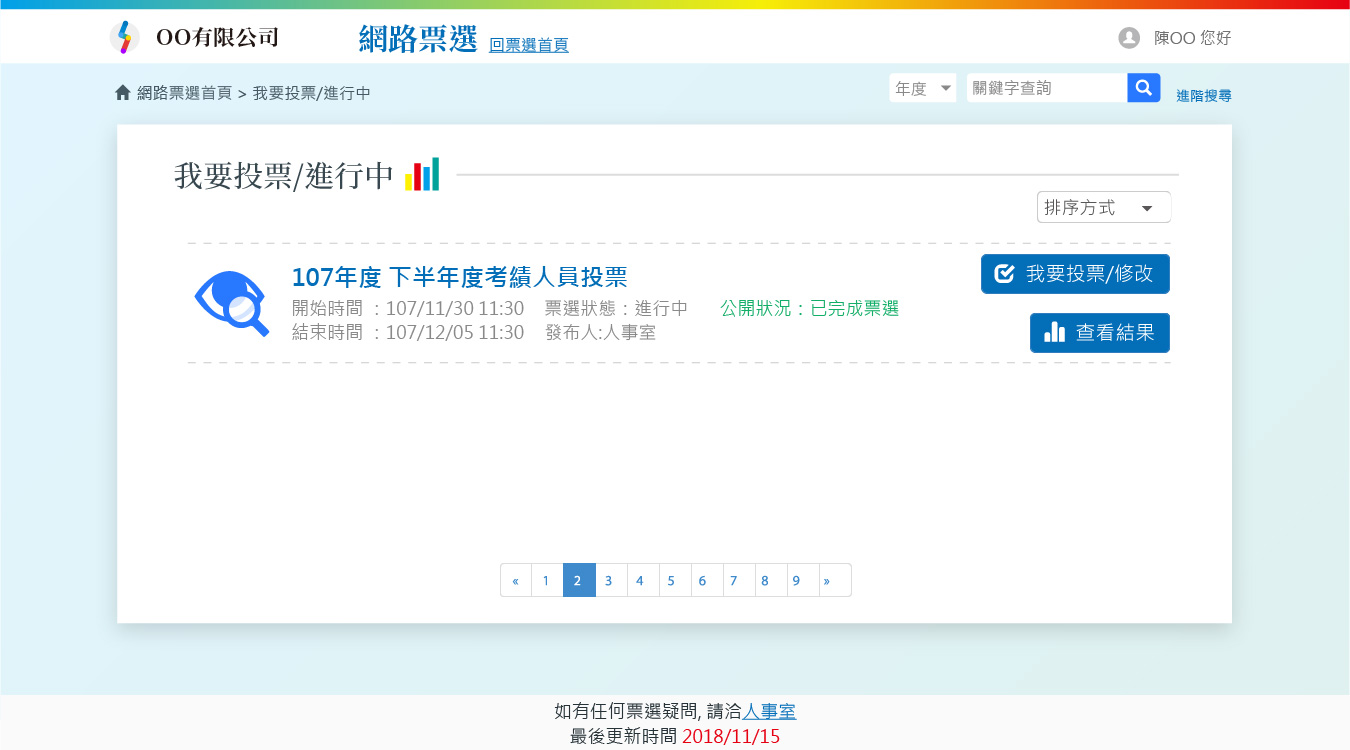 OO有限公司 網路票選 回票選首頁 陳OO 您好
網路票選首頁 > 我要投票/進行中 年度 關鍵字查詢 進階搜尋
我要投票/進行中
排序方式
107年度 下半年度考績人員投票 我要投票/修改
開始時間 : 107/11/30 11:30 票選狀態 : 進行中 公開狀況 : 已完成票選
結束時間 : 107/12/05 11:30 發布人:人事室 查看結果
« 1 2 3 4 5 6 7 8 9 »
如有任何票選疑問, 請洽人事室
最後更新時間 2018/11/15